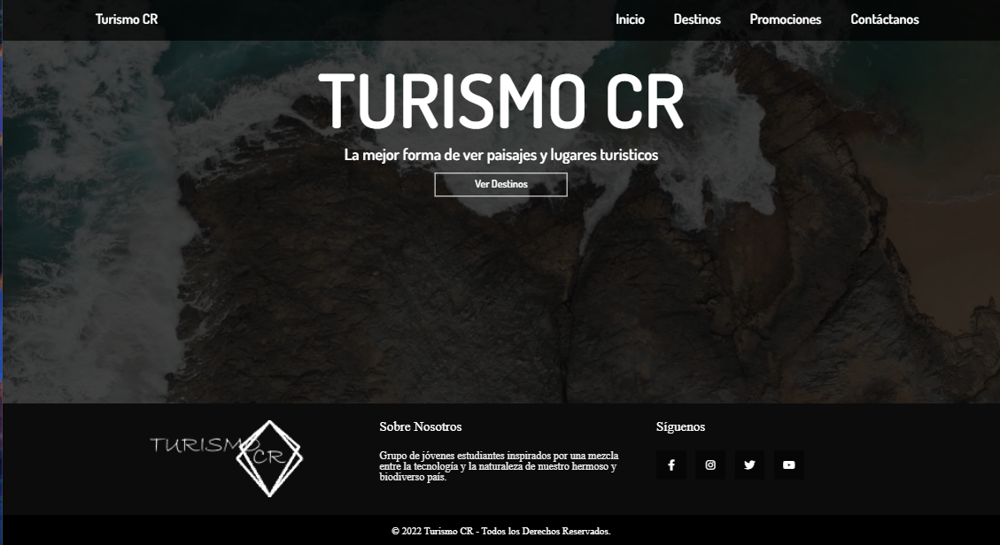 Turismo CR
Inicio
Destinos
Promociones
Contáctanos
TURISMO CR
La mejor forma de ver paisajes y lugares turisticos
Ver Destinos
TURISMO
CR
Sobre Nosotros
Grupo de jóvenes estudiantes inspirados por una mezcla
entre la tecnología y la naturaleza de nuestro hermoso y
biodiverso país.
Síguenos
© 2022 Turismo CR - Todos los Derechos Reservados.